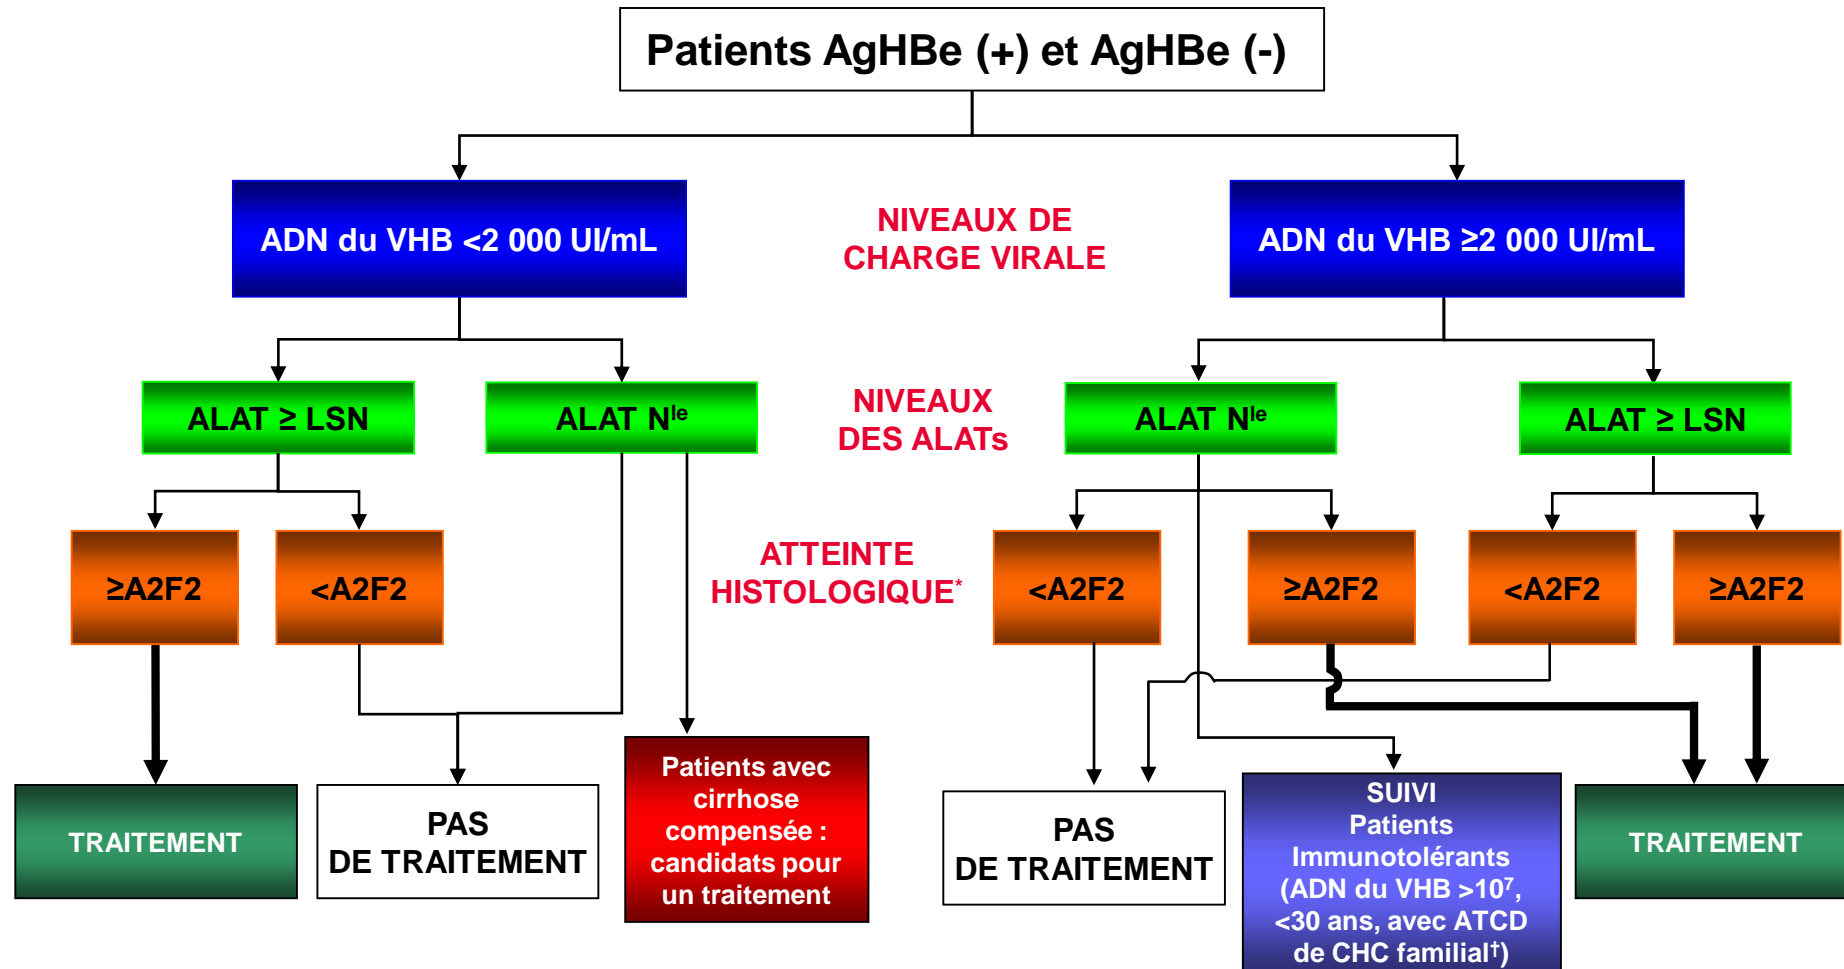 Patients AgHBe (+) et AgHBe (-)
ADN du VHB <2 000 UI/mL
NIVEAUX DE
CHARGE VIRALE
ADN du VHB ≥2 000 UI/mL
ALAT ≥ LSN
ALAT Nle
NIVEAUX
DES ALATs
ALAT Nle
ALAT ≥ LSN
≥A2F2
<A2F2
ATTEINTE
HISTOLOGIQUE*
<A2F2
≥A2F2
<A2F2
≥A2F2
TRAITEMENT
PAS
DE TRAITEMENT
Patients avec
cirrhose
compensée :
candidats pour
un traitement
PAS
DE TRAITEMENT
SUIVI
Patients
Immunotolérants
(ADN du VHB >10⁷,
<30 ans, avec ATCD
de CHC familial†)
TRAITEMENT